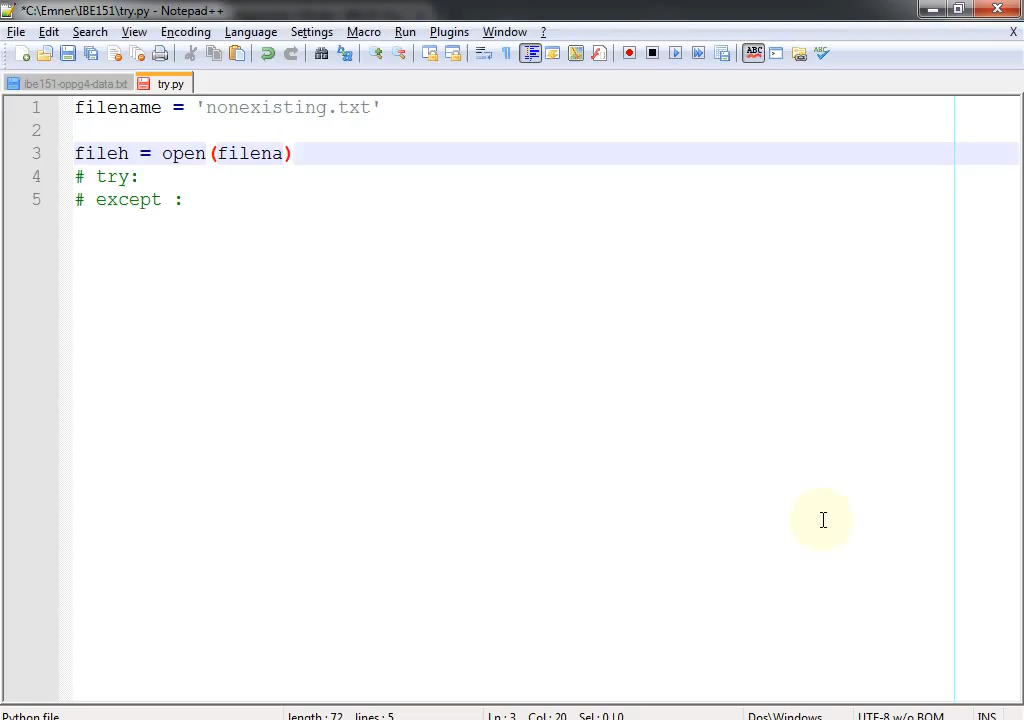 *C:\Emner\IBE151\try.py - Notepad++
File Edit Search View Encoding Language Settings Macro Run Plugins Window ? X
ibe151-oppg4-data.txt try.py
1 filename = 'nonexisting.txt'
2
3 fileh = open(filena)
4 # try:
5 # except :
Python file length : 72 lines : 5 Ln : 3 Col : 20 Sel : 0 | 0 Dos\Windows UTF-8 w/o BOM INS